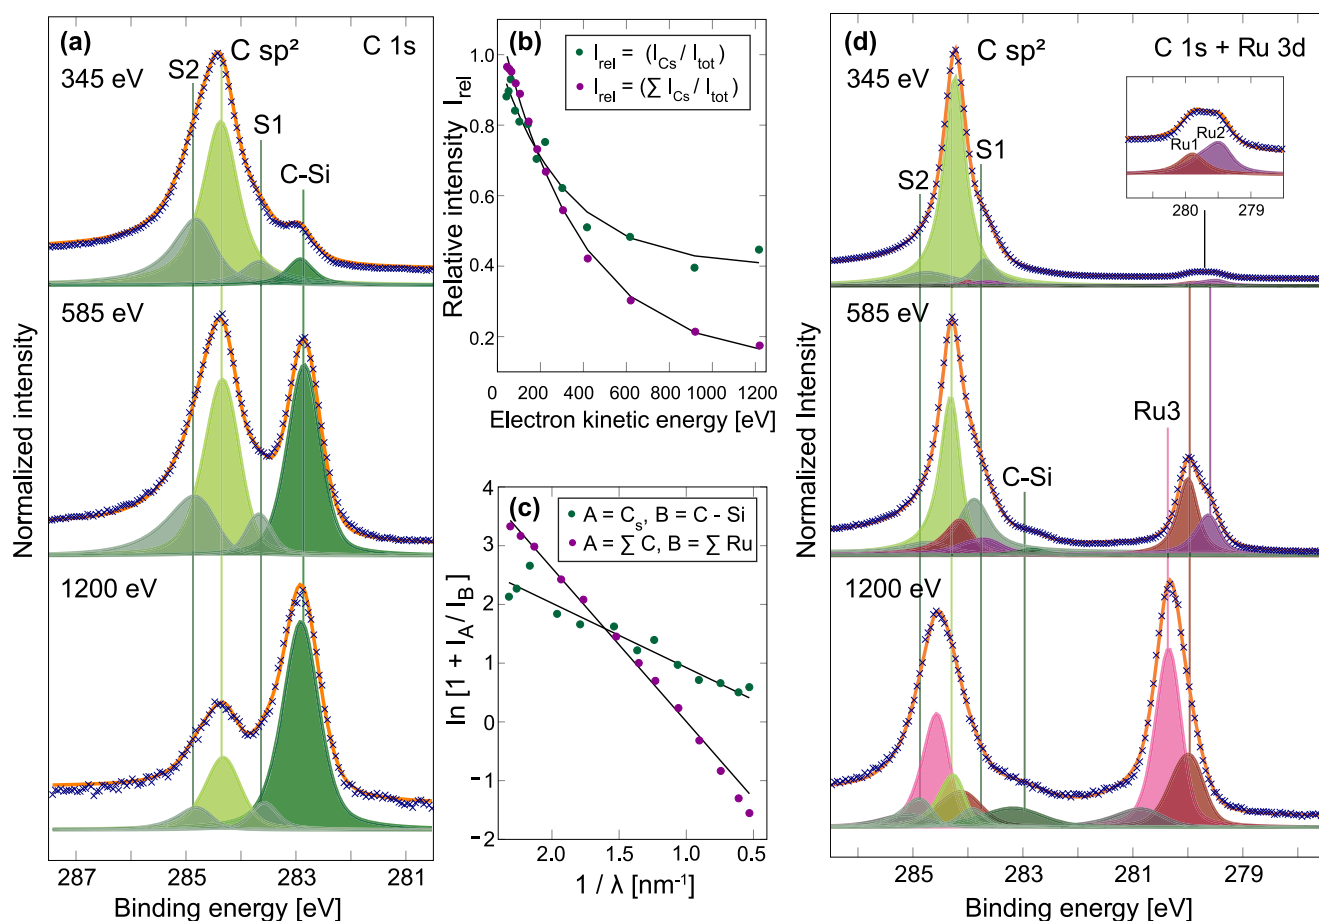 (a)
C sp²
C 1s
S2
345 eV
S1
C-Si
585 eV
1200 eV
Normalized intensity
287
285
283
281
Binding energy [eV]
(b)
I_rel = (I_Cs / I_tot)
I_rel = (∑ I_Cs / I_tot)
Relative intensity I_rel
1.0
0.8
0.6
0.4
0.2
0
200
400
600
800
1000
1200
Electron kinetic energy [eV]
(c)
A = C_s, B = C - Si
A = ∑ C, B = ∑ Ru
ln [1 + I_A / I_B]
4
3
2
1
0
−1
−2
2.0
1.5
1.0
0.5
1 / λ [nm⁻¹]
(d)
C sp²
C 1s + Ru 3d
345 eV
S1
S2
Ru1
Ru2
280
279
585 eV
Ru3
C-Si
1200 eV
Normalized Intensity
285
283
281
279
Binding energy [eV]